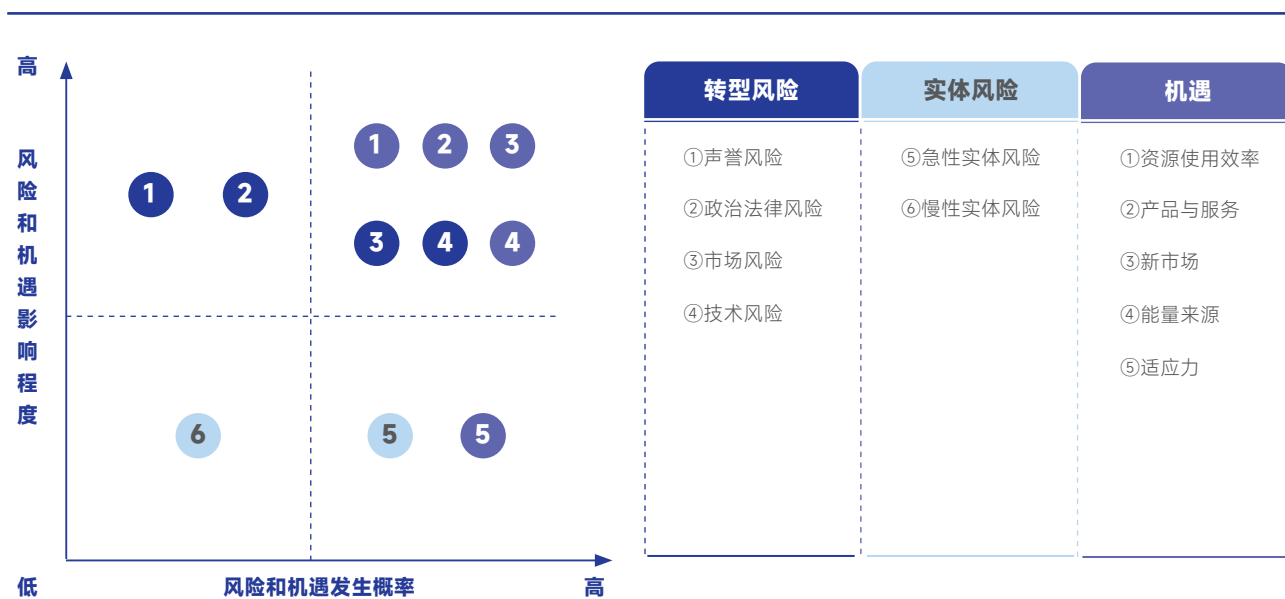 高
风险和机遇影响程度
1 2 3
1 2
3 4 4
6 5 5
低 风险和机遇发生概率 高
转型风险
①声誉风险
②政治法律风险
③市场风险
④技术风险
实体风险
⑤急性实体风险
⑥慢性实体风险
机遇
①资源使用效率
②产品与服务
③新市场
④能量来源
⑤适应力